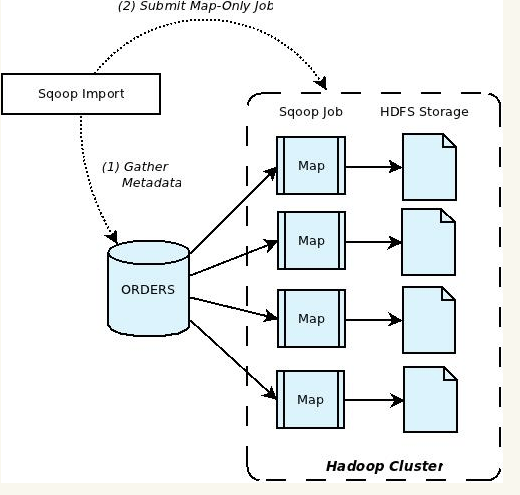 (2) Submit Map-Only Job
Sqoop Import
Sqoop Job
HDFS Storage
(1) Gather
Metadata
Map
Map
ORDERS
Map
Map
Hadoop Cluster